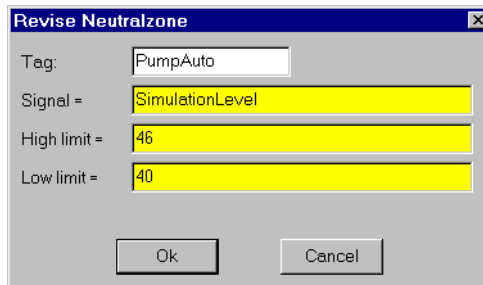 Revise Neutralzone
Tag: PumpAuto
Signal = SimulationLevel
High limit = 46
Low limit = 40
Ok Cancel